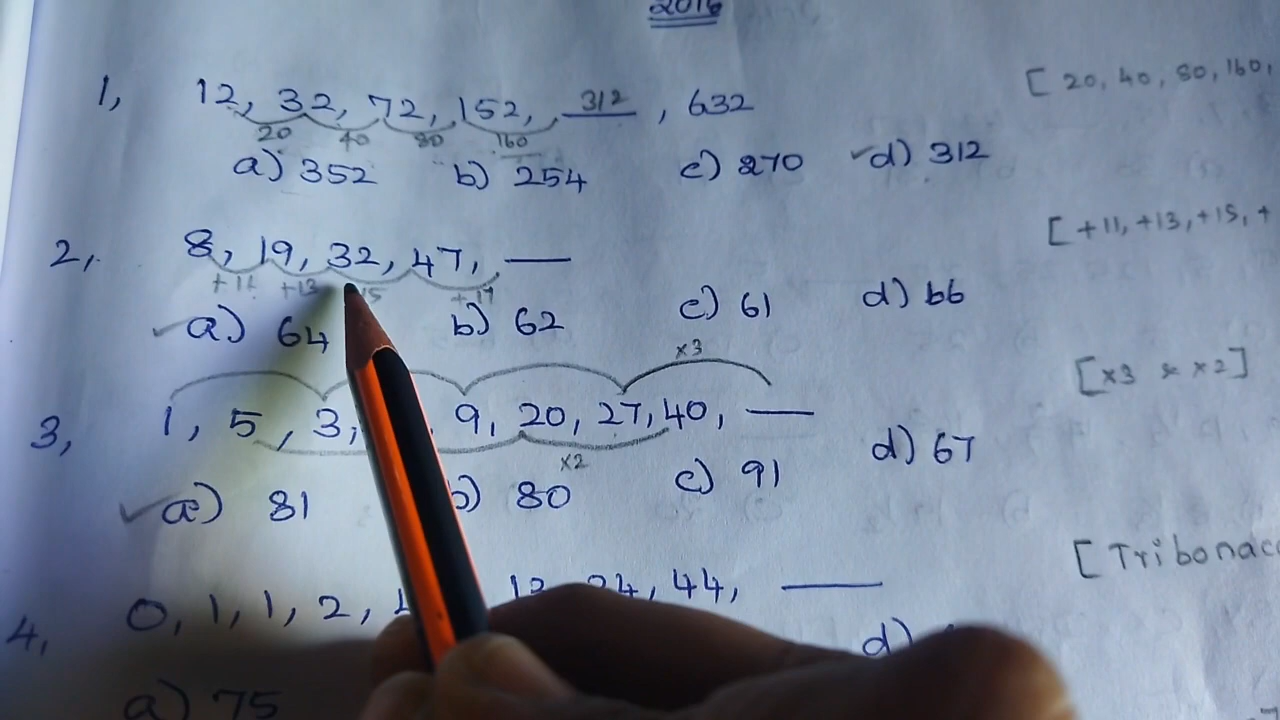 2016
1, 12, 32, 72, 152, 312, 632 [20, 40, 80, 160,
20 40 80 160
a) 352 b) 254 c) 270 d) 312
2, 8, 19, 32, 47, ___ [+11, +13, +15, +
+11 +13 15 +17
a) 64 b) 62 c) 61 d) 66
×3
3, 1, 5, 3, 9, 20, 27, 40, ___ [×3 & ×2]
×2
a) 81 b) 80 c) 91 d) 67
4, 0, 1, 1, 2, 24, 44, ___ [Tribonacc
a) 75 d)